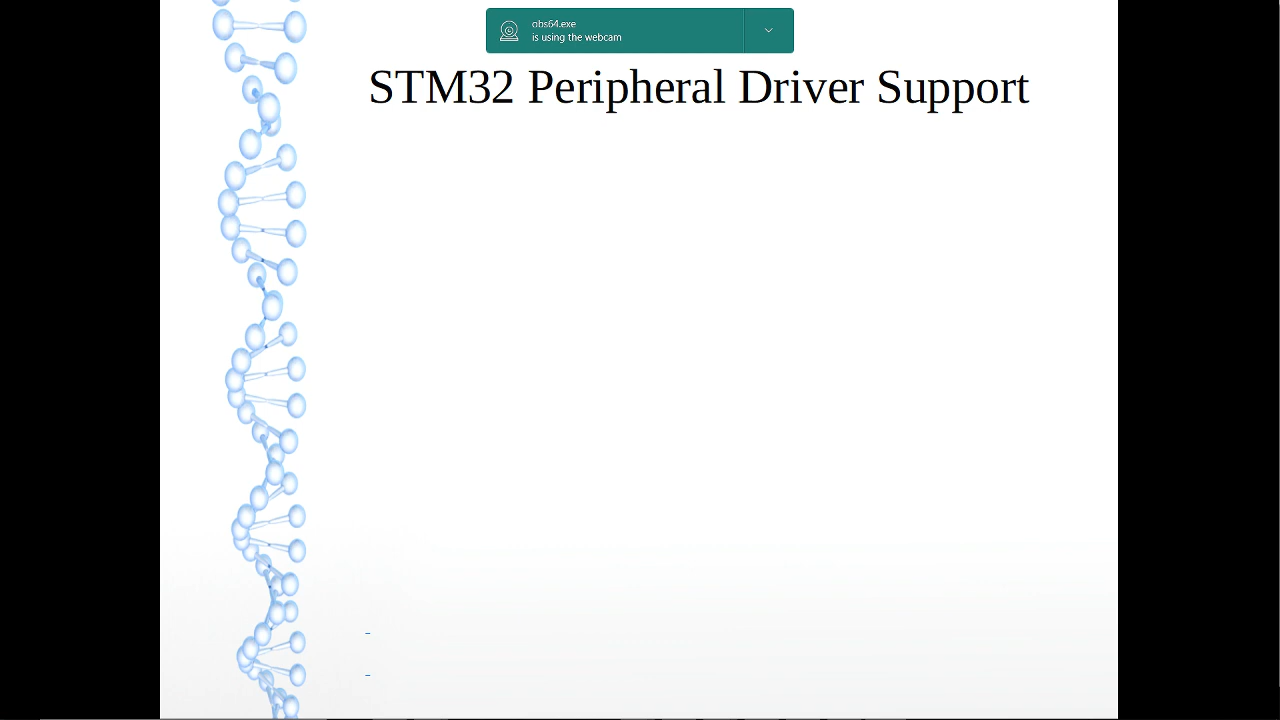 obs64.exe
is using the webcam
STM32 Peripheral Driver Support
–
–